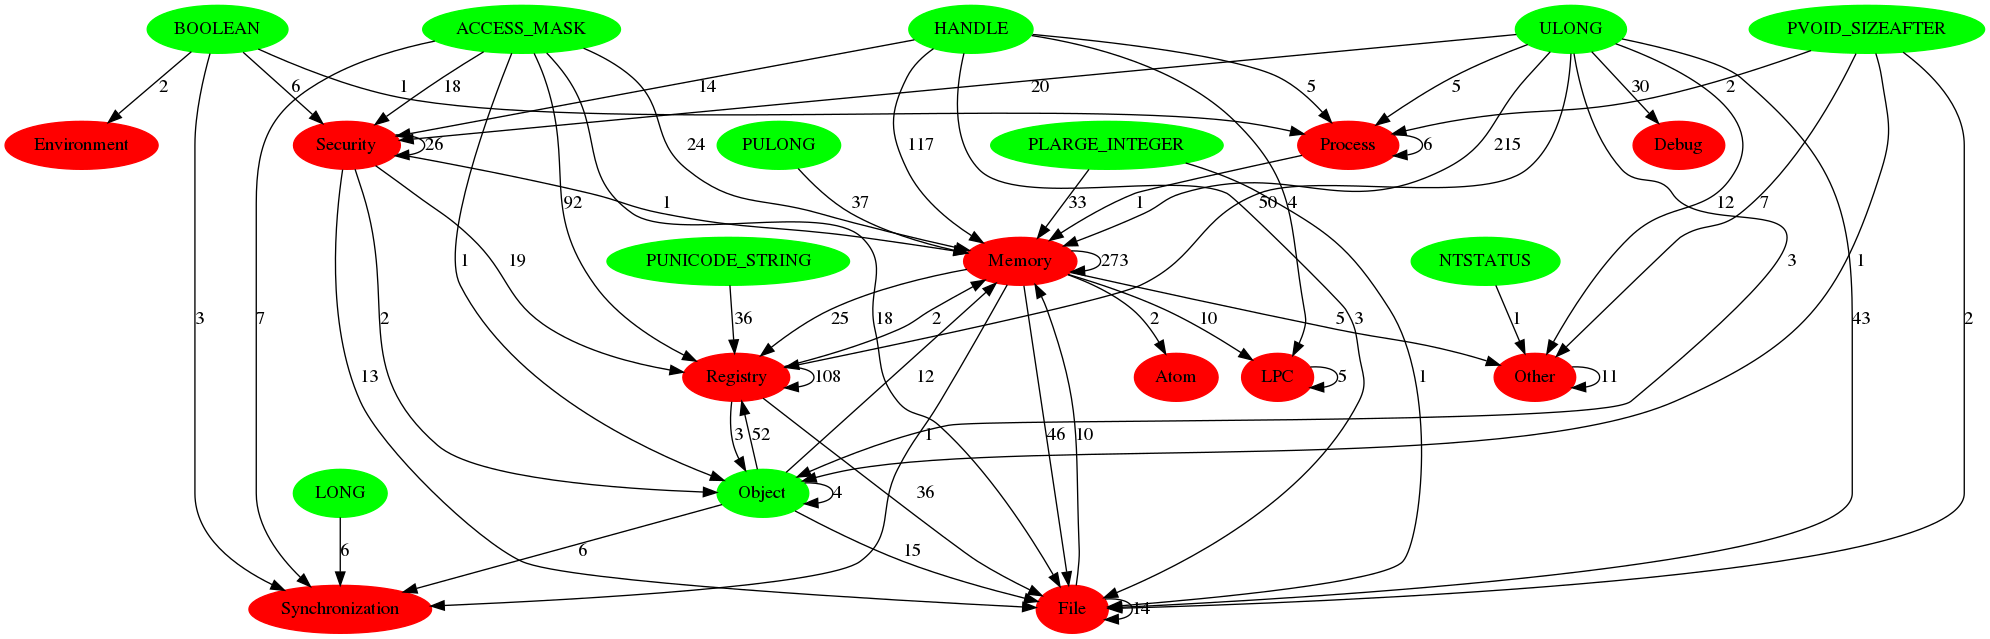 BOOLEAN
ACCESS_MASK
HANDLE
ULONG
PVOID_SIZEAFTER
2
6
18
1
14
20
5
5
30
2
Environment
Security
26
24
PULONG
117
PLARGE_INTEGER
Process
6
215
Debug
1
92
37
33
1
50
4
12
7
1
19
PUNICODE_STRING
Memory
273
NTSTATUS
3
1
3
7
2
36
25
18
2
2
10
5
3
1
1
43
2
13
Registry
108
12
Atom
LPC
5
Other
11
3
52
1
46
10
1
LONG
Object
4
36
6
6
15
Synchronization
File
14